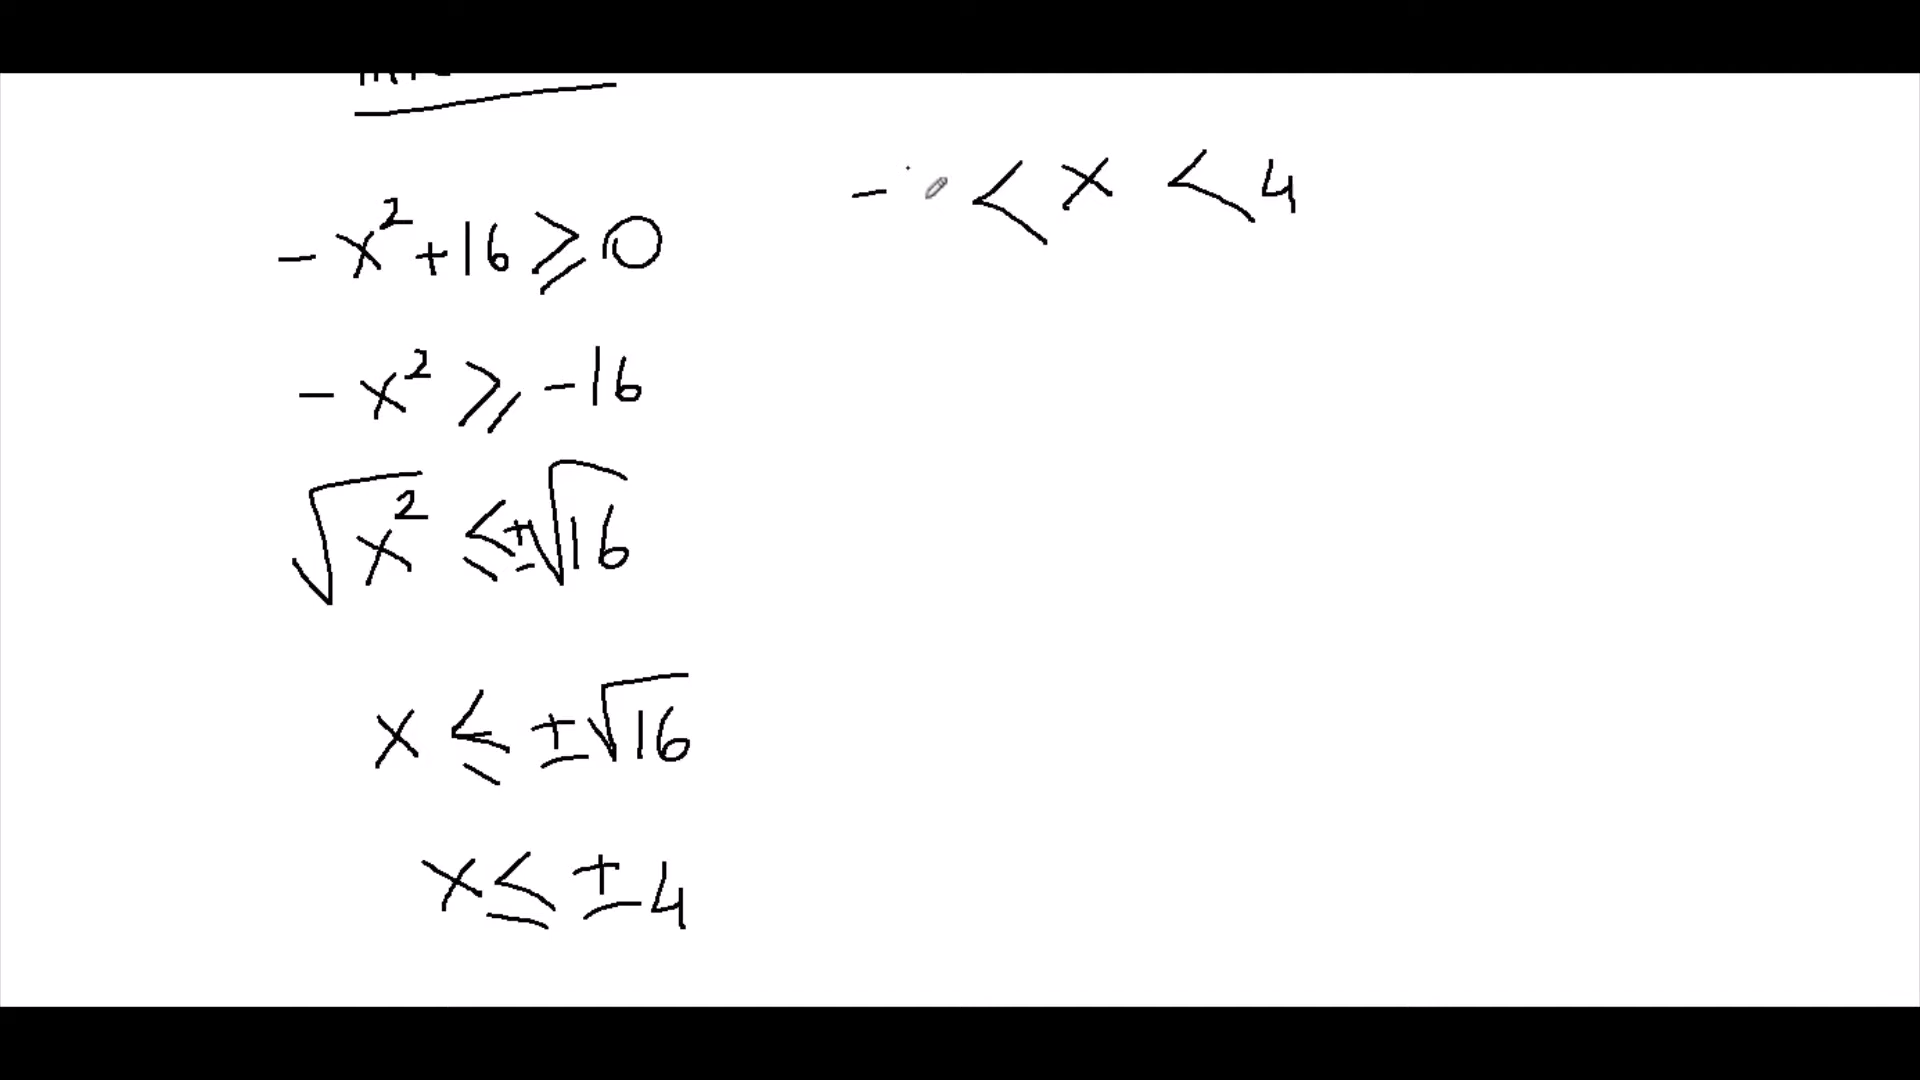 -x²+16≥0
-x²≥-16
√x²≤±√16
x≤±√16
x≤±4
- <x<4